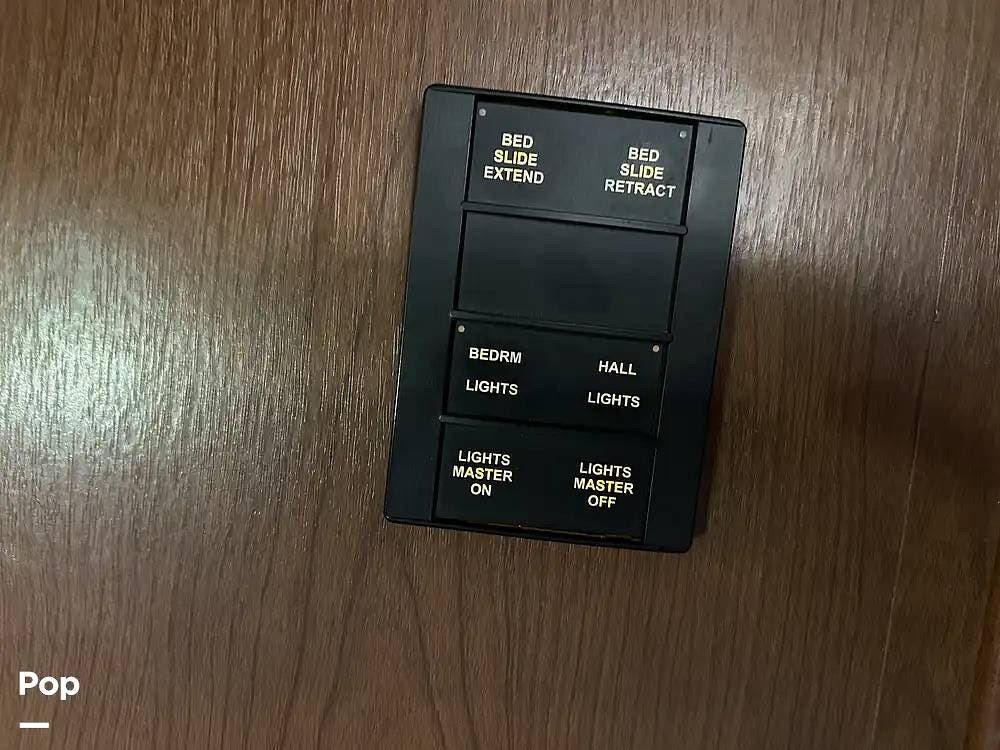 BED
SLIDE
EXTEND
BED
SLIDE
RETRACT
BEDRM
LIGHTS
HALL
LIGHTS
LIGHTS
MASTER
ON
LIGHTS
MASTER
OFF
Pop